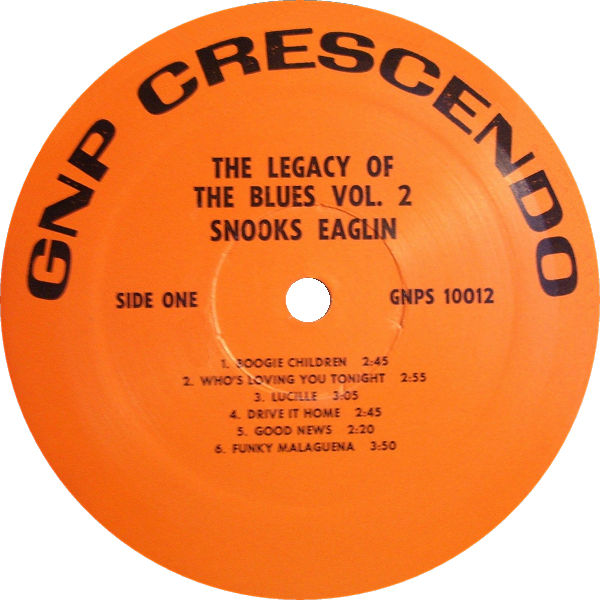 GNP CRESCENDO
THE LEGACY OF
THE BLUES VOL. 2
SNOOKS EAGLIN
SIDE ONE
GNPS 10012
1. BOOGIE CHILDREN 2:45
2. WHO'S LOVING YOU TONIGHT 2:55
3. LUCILLE 3:05
4. DRIVE IT HOME 2:45
5. GOOD NEWS 2:20
6. FUNKY MALAGUENA 3:50